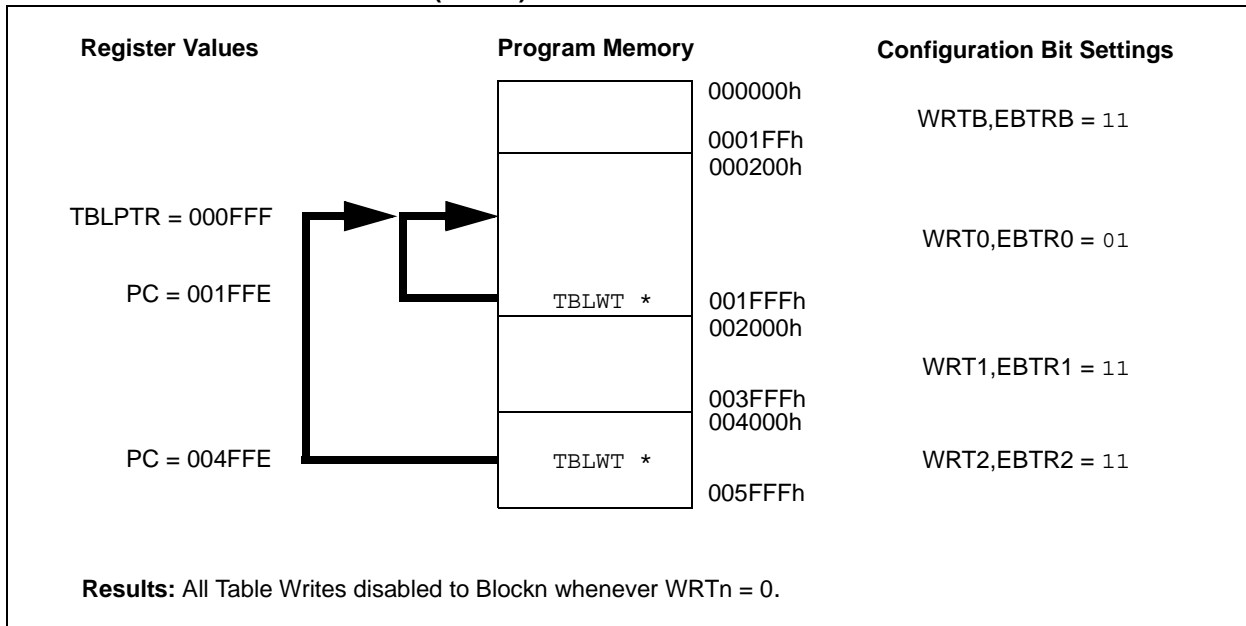 Register Values
Program Memory
Configuration Bit Settings
000000h
WRTB,EBTRB = 11
0001FFh
000200h
TBLPTR = 000FFF
WRT0,EBTR0 = 01
PC = 001FFE
TBLWT *
001FFFh
002000h
WRT1,EBTR1 = 11
003FFFh
004000h
PC = 004FFE
TBLWT *
WRT2,EBTR2 = 11
005FFFh
Results: All Table Writes disabled to Blockn whenever WRTn = 0.